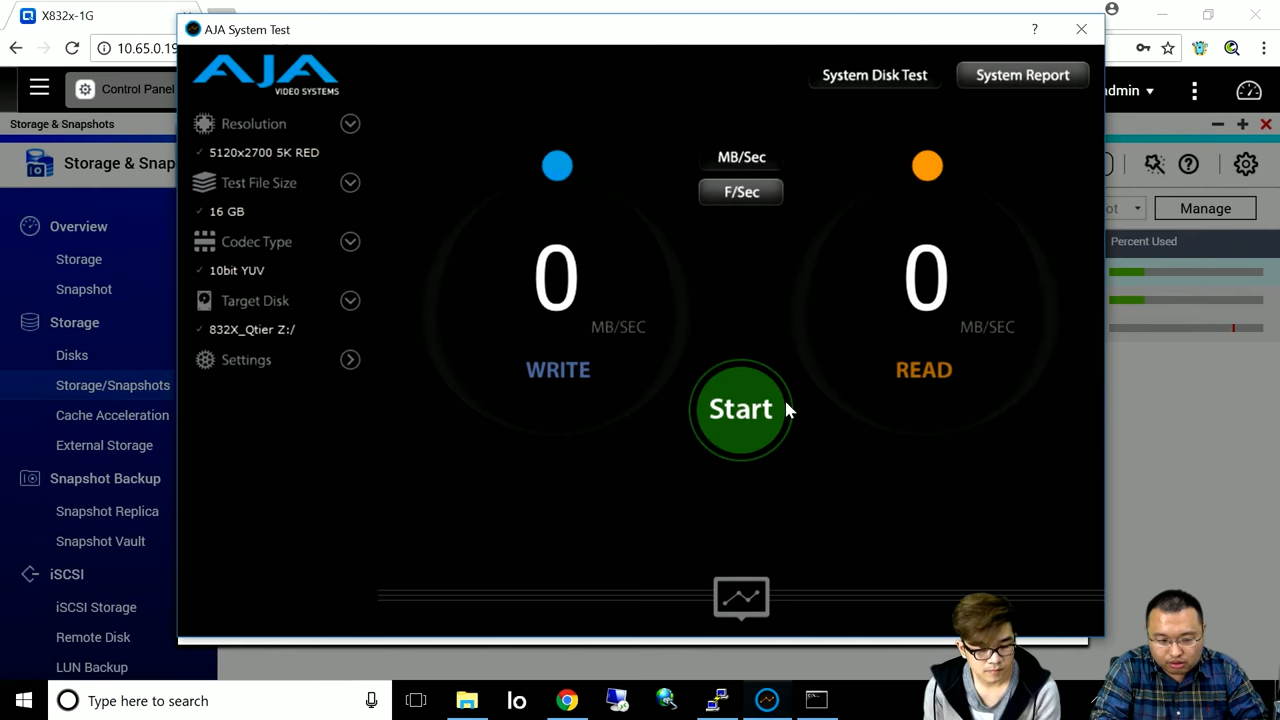 X832x-1G
10.65.0.19
AJA System Test
?
Control Panel
dmin
Storage & Snapshots
Storage & Snap
Manage
Percent Used
Overview
Storage
Snapshot
Storage
Disks
Storage/Snapshots
Cache Acceleration
External Storage
Snapshot Backup
Snapshot Replica
Snapshot Vault
iSCSI
iSCSI Storage
Remote Disk
LUN Backup
AJA
VIDEO SYSTEMS
System Disk Test
System Report
Resolution
5120x2700 5K RED
Test File Size
16 GB
Codec Type
10bit YUV
Target Disk
832X_Qtier Z:/
Settings
MB/Sec
F/Sec
0
MB/SEC
WRITE
0
MB/SEC
READ
Start
Type here to search
lo